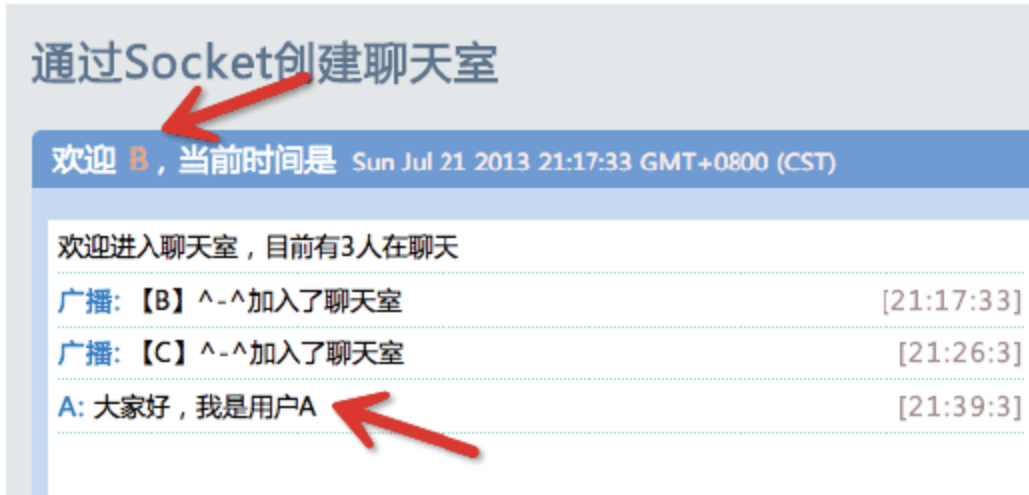 通过Socket创建聊天室
欢迎 B，当前时间是 Sun Jul 21 2013 21:17:33 GMT+0800 (CST)
欢迎进入聊天室，目前有3人在聊天
广播: 【B】^-^加入了聊天室 [21:17:33]
广播: 【C】^-^加入了聊天室 [21:26:3]
A: 大家好，我是用户A [21:39:3]